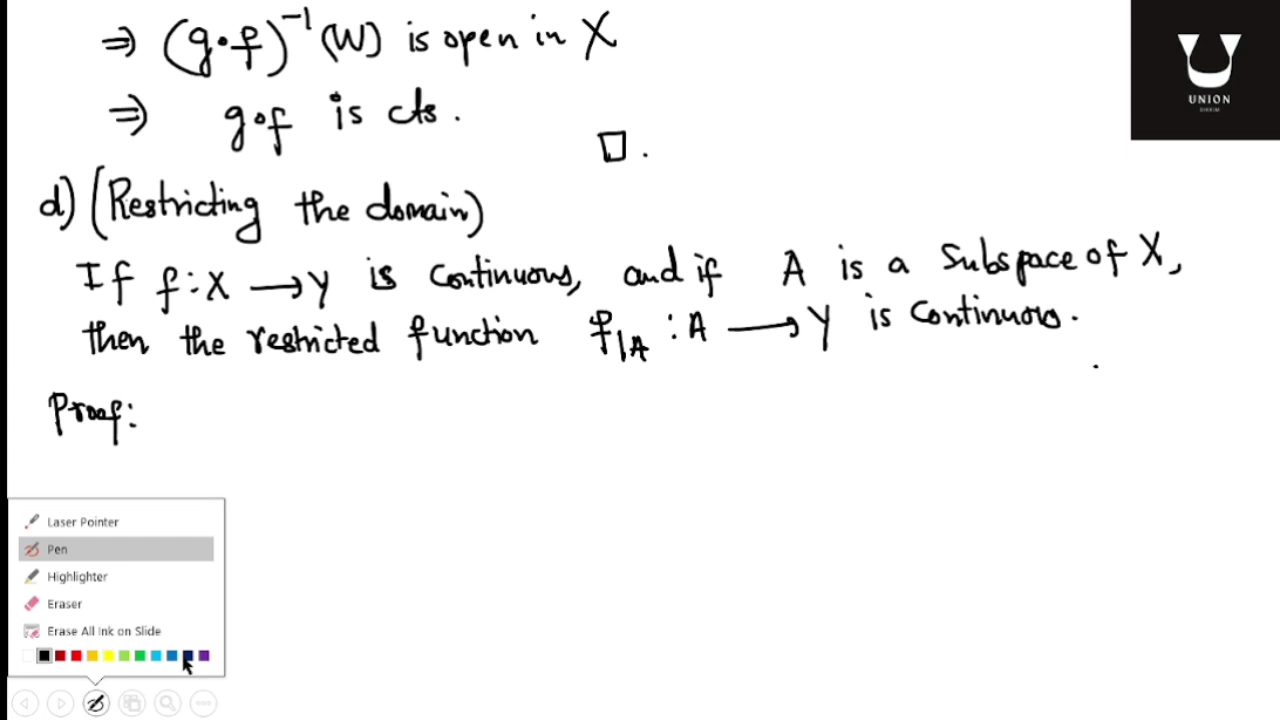 ⇒ (g∘f)⁻¹(W) is open in X
⇒ g∘f is cts.
□.
d) (Restricting the domain)
If f:X ⟶ Y is continuous, and if A is a subspace of X,
then the restricted function f|A : A ⟶ Y is continuous.
Proof:
UNION
Laser Pointer
Pen
Highlighter
Eraser
Erase All Ink on Slide